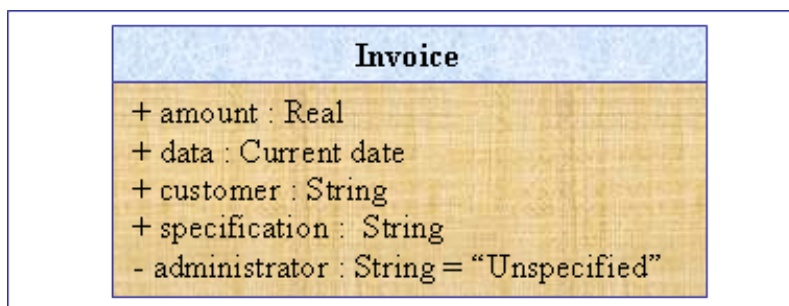 Invoice
+ amount : Real
+ data : Current date
+ customer : String
+ specification : String
- administrator : String = “Unspecified”